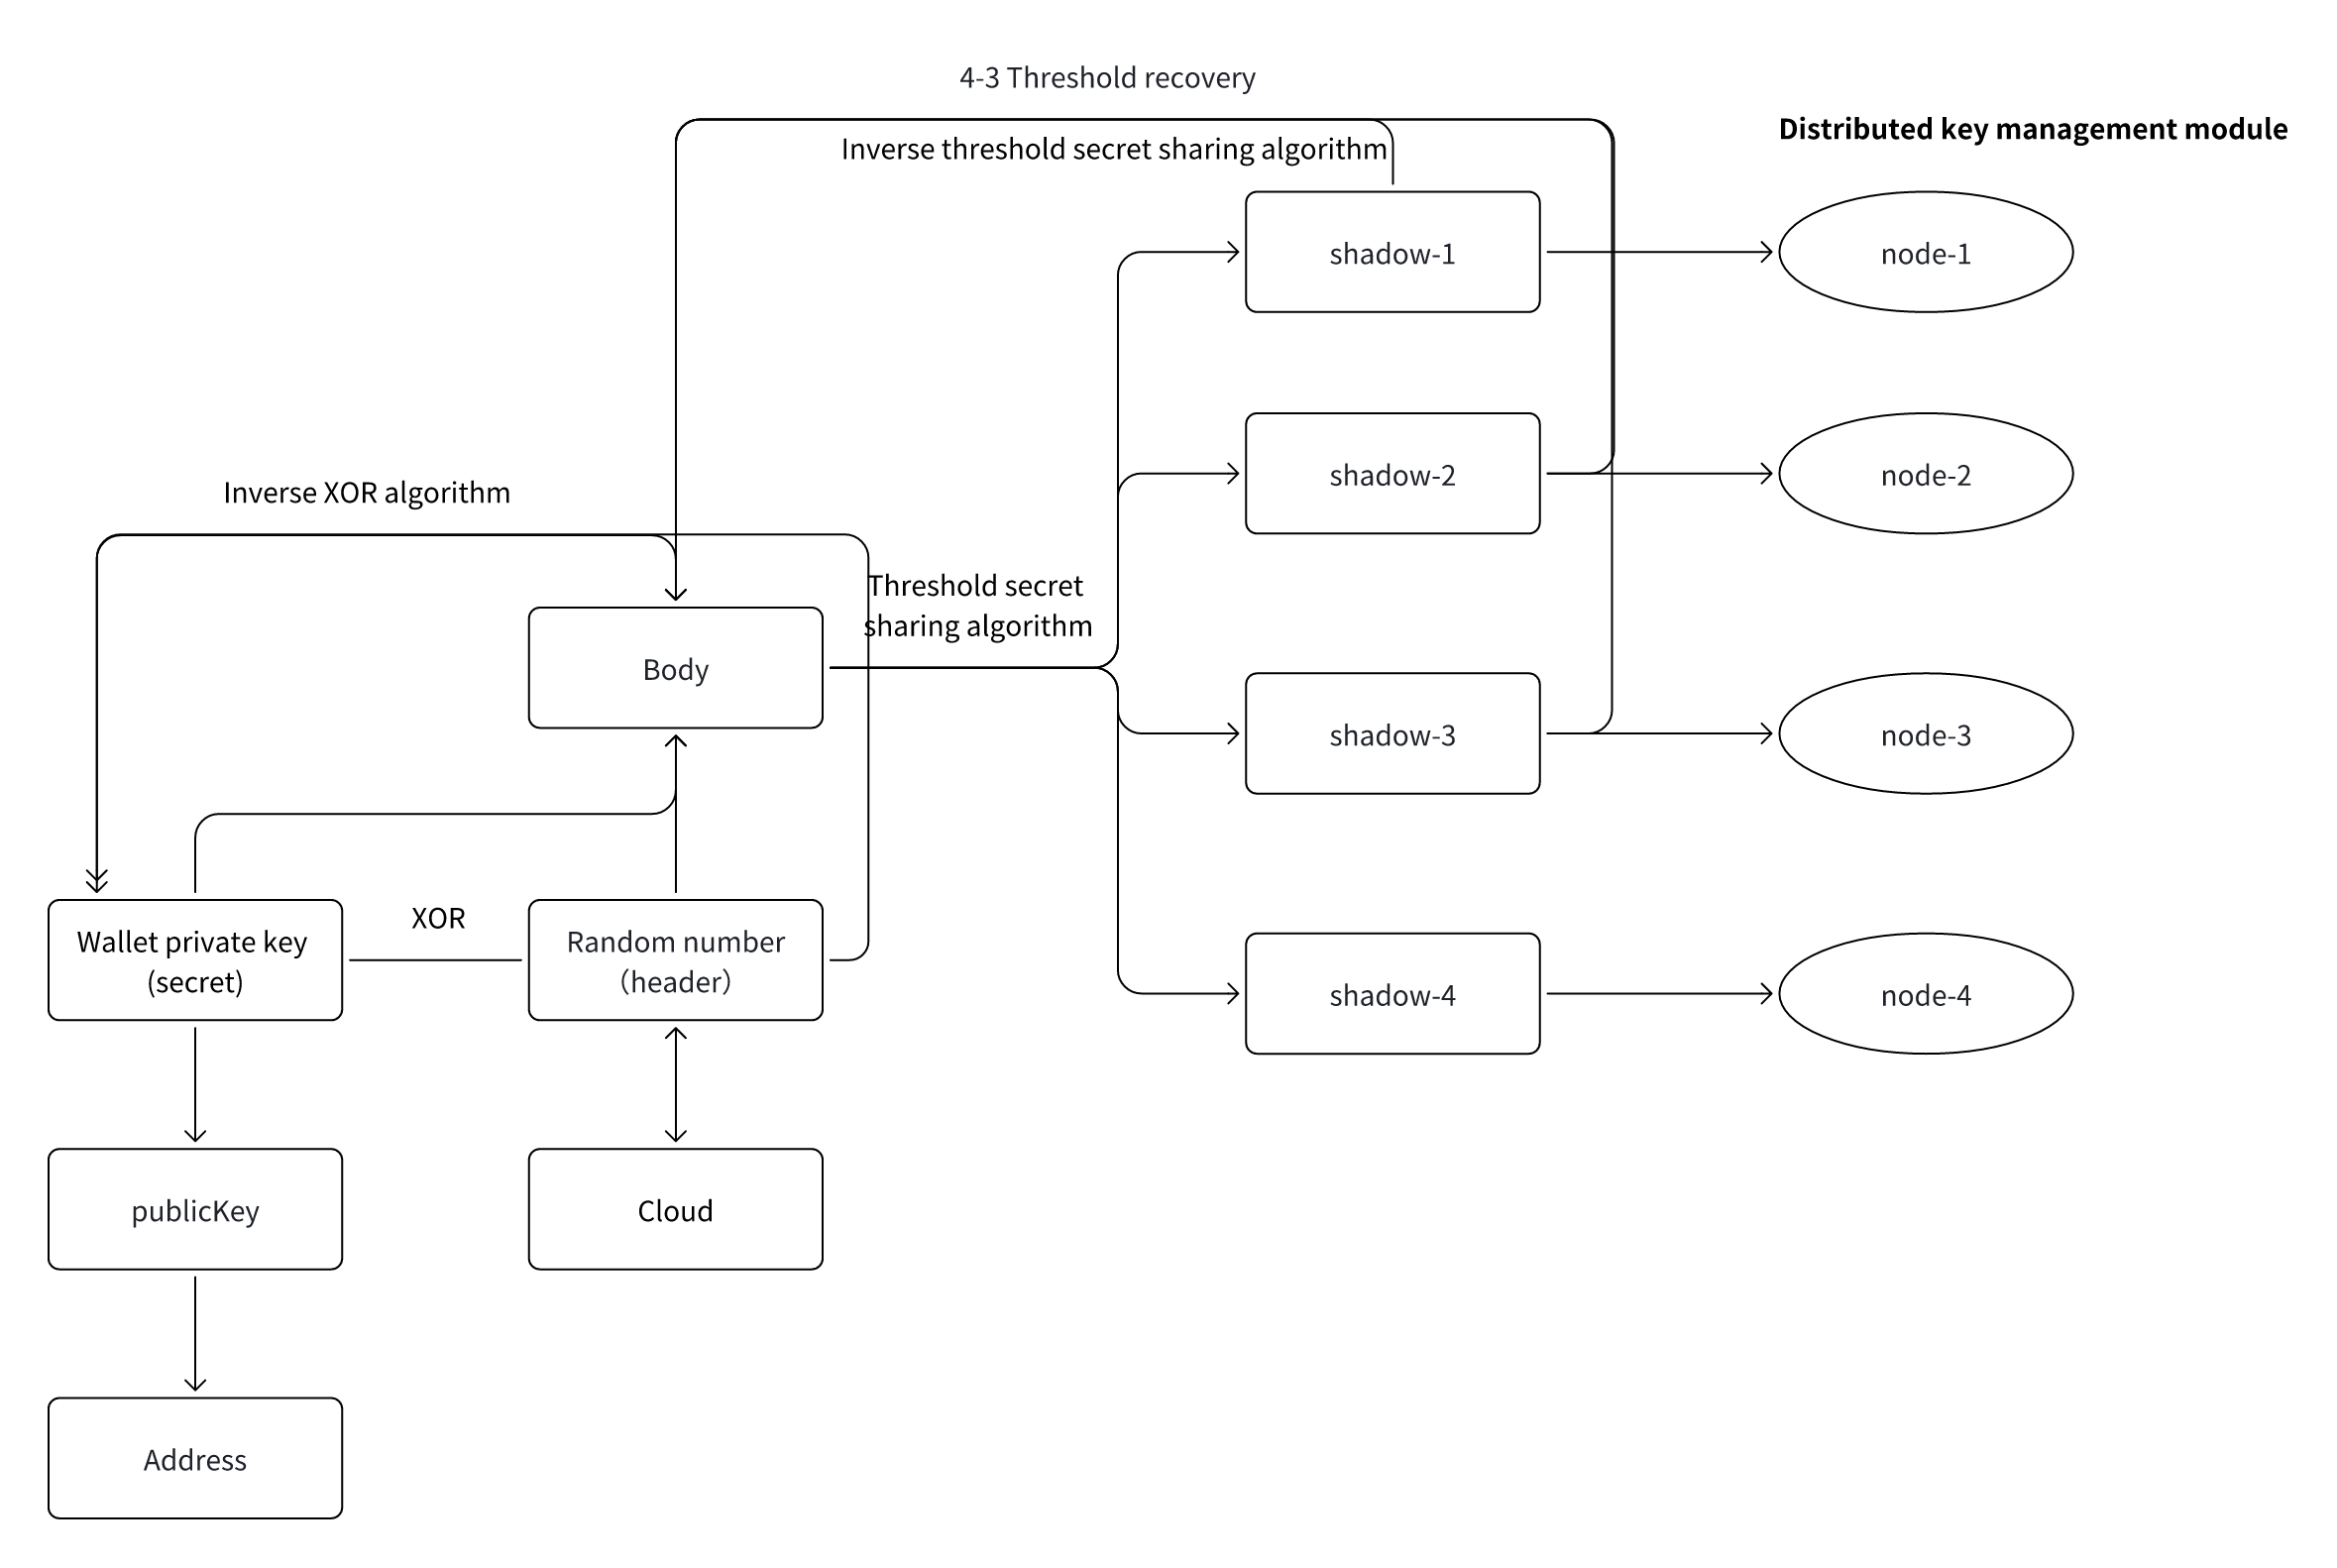 4-3 Threshold recovery
Distributed key management module
Inverse threshold secret sharing algorithm
shadow-1
node-1
shadow-2
node-2
Inverse XOR algorithm
Threshold secret
sharing algorithm
Body
shadow-3
node-3
Wallet private key
(secret)
XOR
Random number
（header）
shadow-4
node-4
publicKey
Cloud
Address